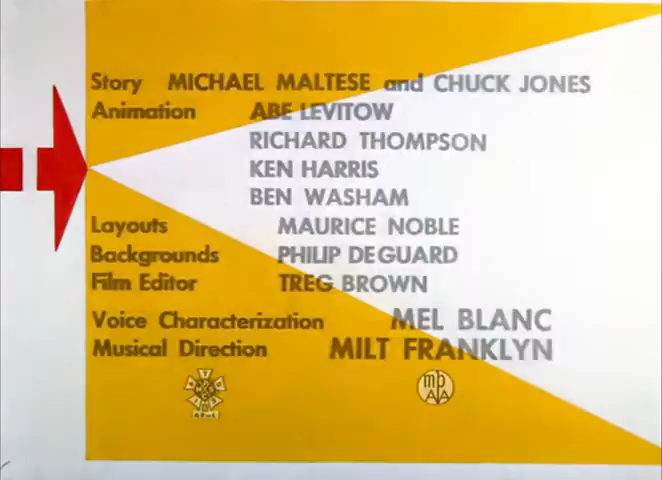 Story MICHAEL MALTESE and CHUCK JONES
Animation ABE LEVITOW
RICHARD THOMPSON
KEN HARRIS
BEN WASHAM
Layouts MAURICE NOBLE
Backgrounds PHILIP DEGUARD
Film Editor TREG BROWN
Voice Characterization MEL BLANC
Musical Direction MILT FRANKLYN
mpAA